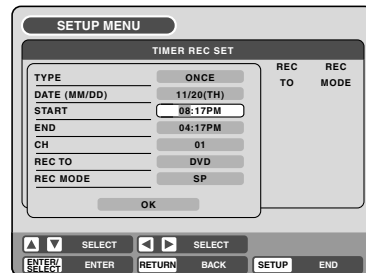 SETUP MENU
TIMER REC SET
REC REC
TO MODE
TYPE ONCE
DATE (MM/DD) 11/20(TH)
START 08:17PM
END 04:17PM
CH 01
REC TO DVD
REC MODE SP
OK
SELECT SELECT
ENTER/SELECT ENTER RETURN BACK SETUP END